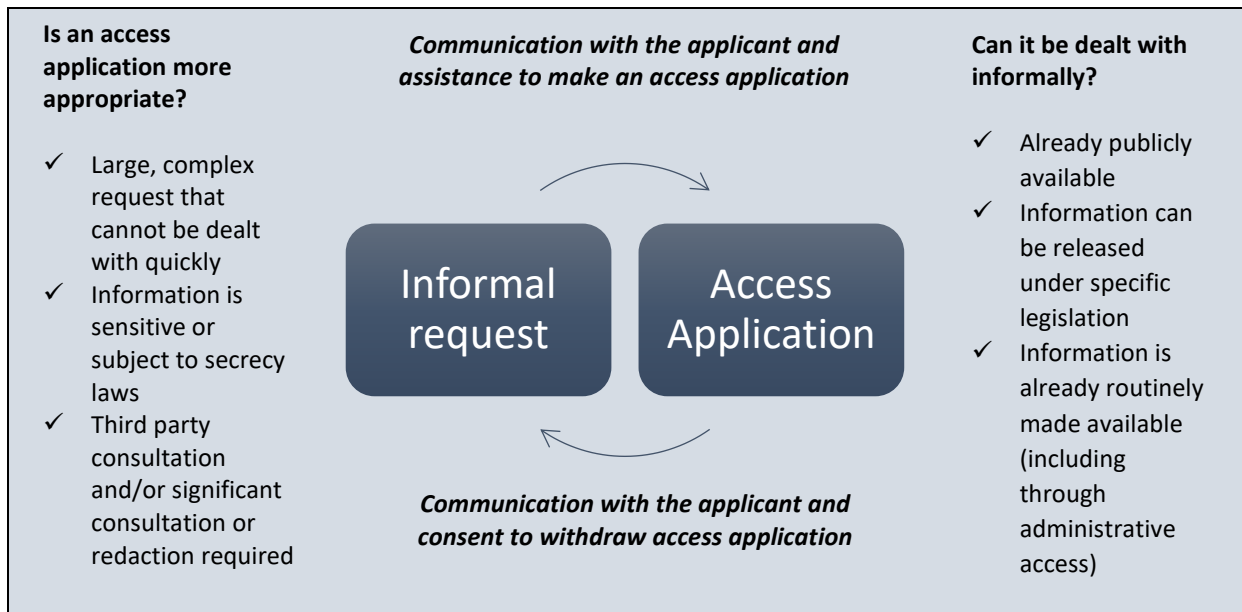 Is an access
application more
appropriate?
✓ Large, complex
request that
cannot be dealt
with quickly
✓ Information is
sensitive or
subject to secrecy
laws
✓ Third party
consultation
and/or significant
consultation or
redaction required
Communication with the applicant and
assistance to make an access application
Informal
request
Access
Application
Communication with the applicant and
consent to withdraw access application
Can it be dealt with
informally?
✓ Already publicly
available
✓ Information can
be released
under specific
legislation
✓ Information is
already routinely
made available
(including
through
administrative
access)